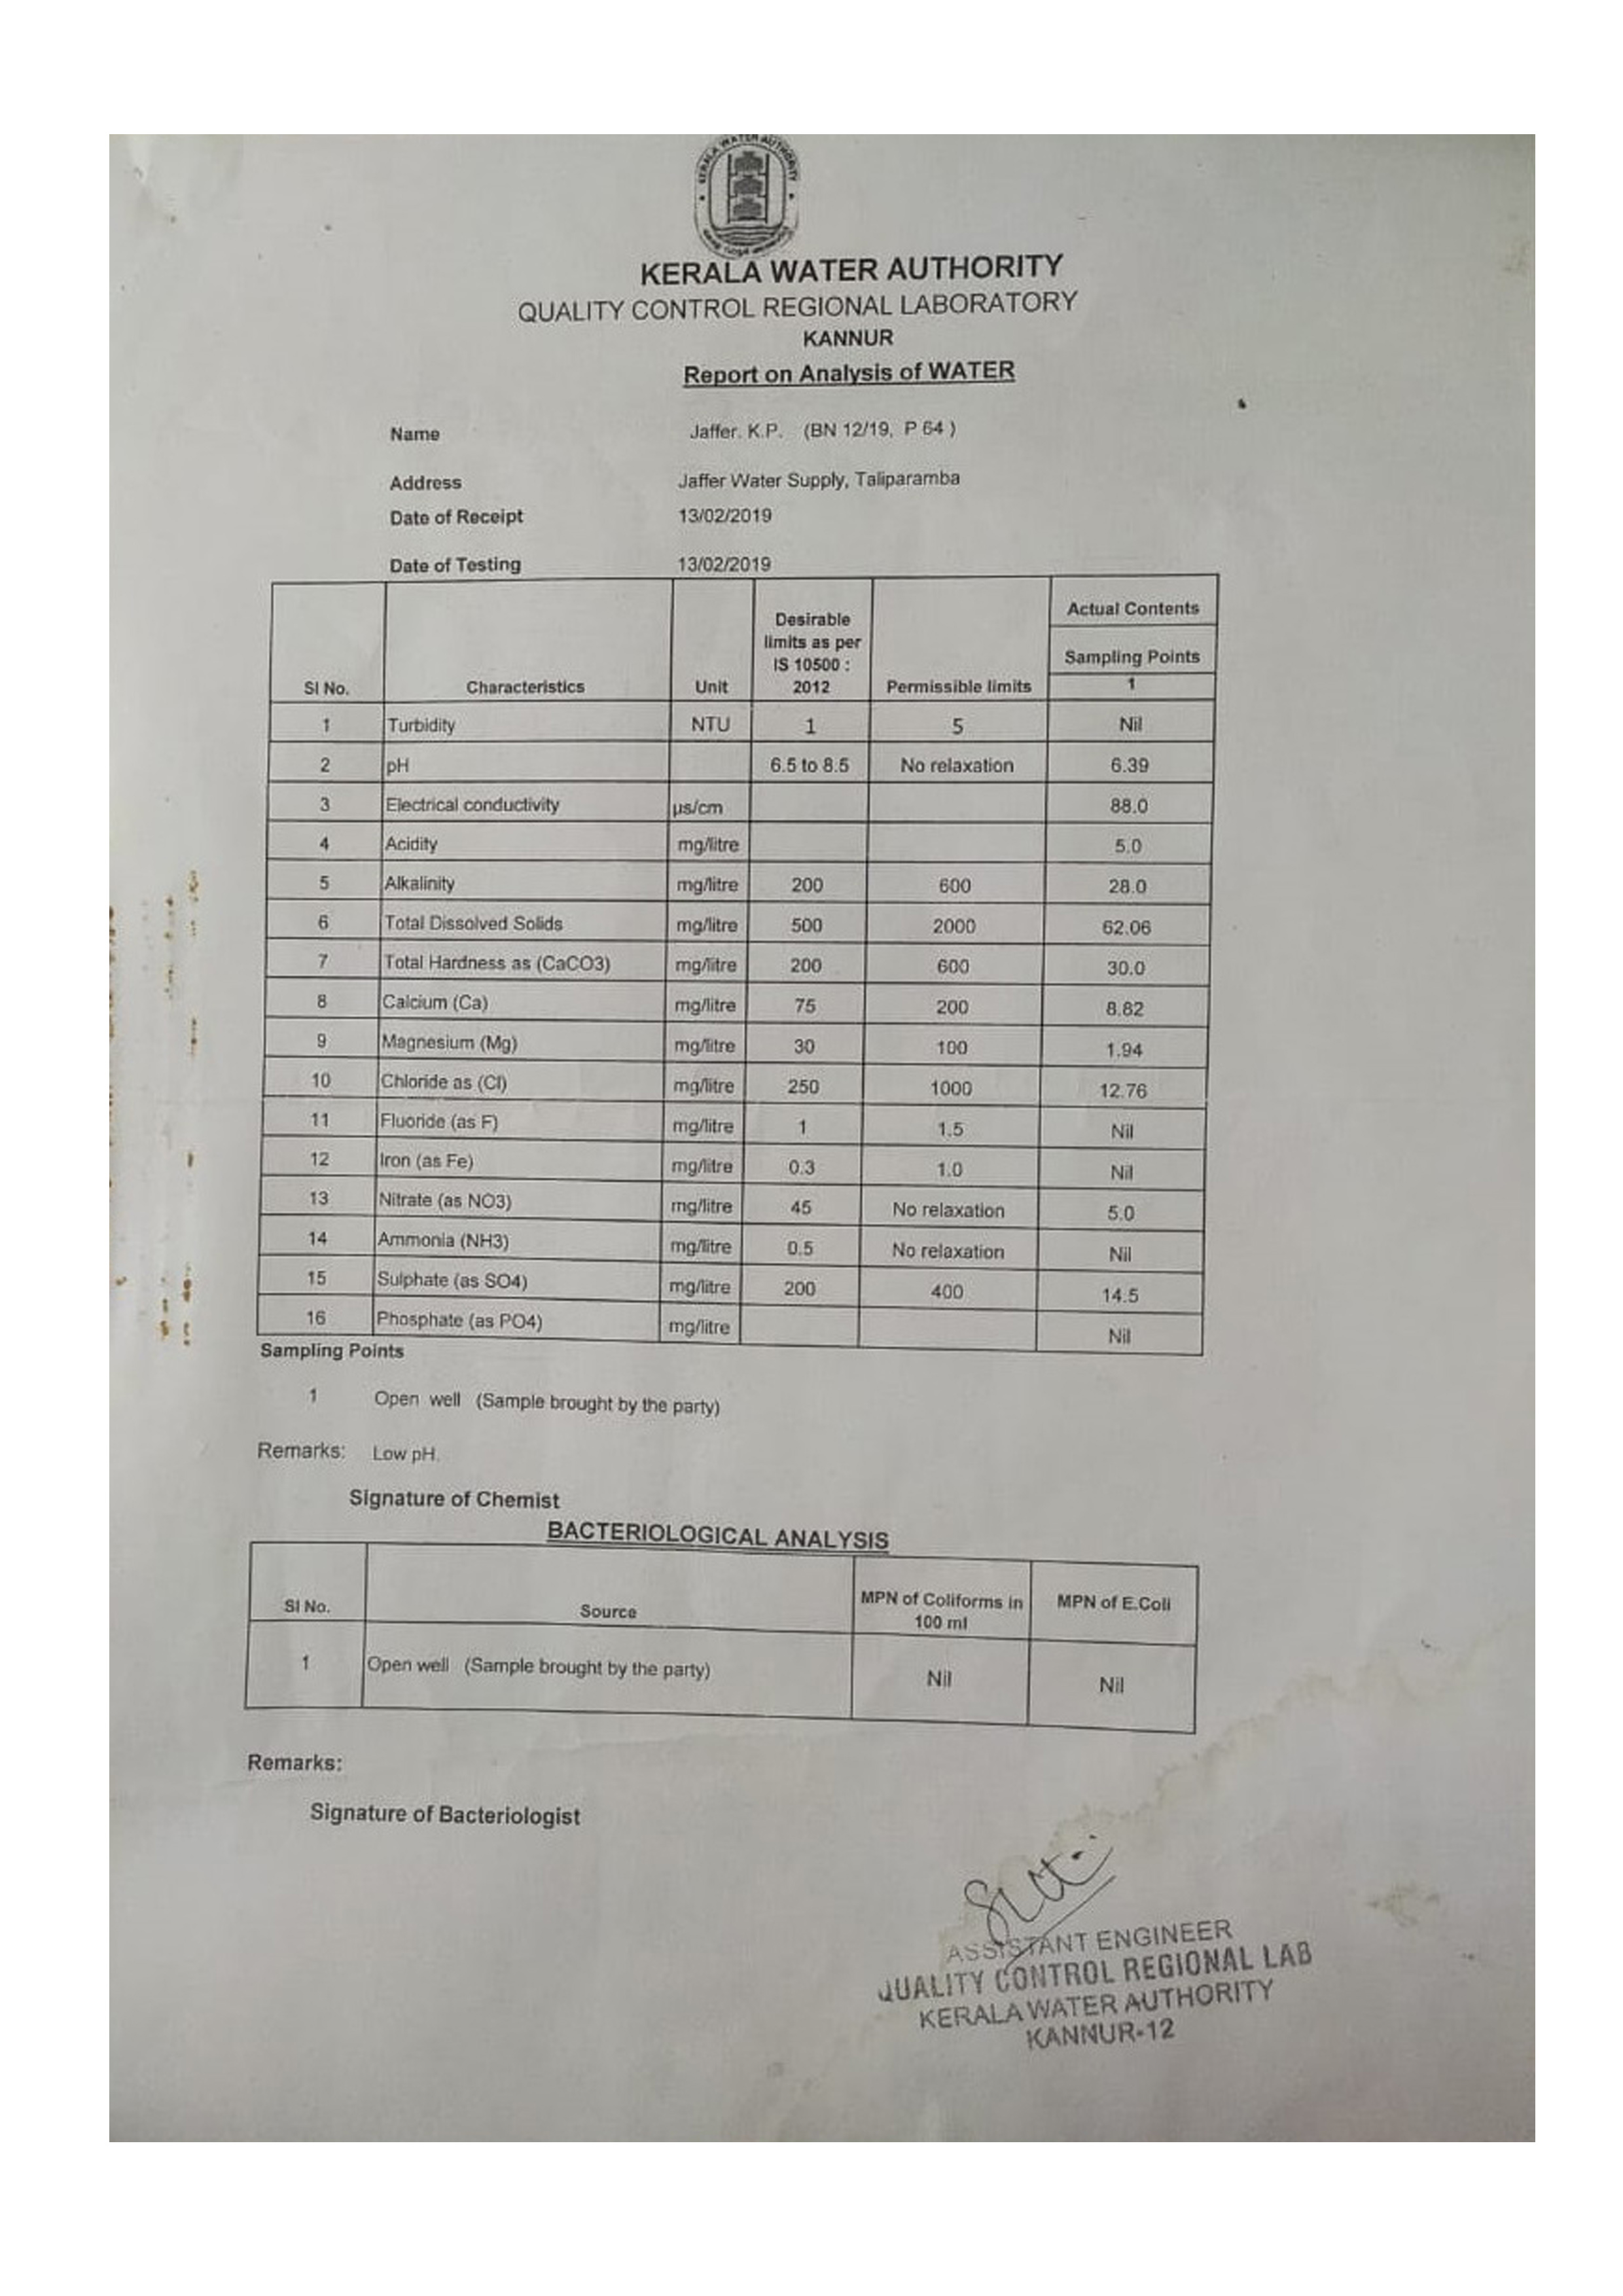 KERALA WATER AUTHORITY
KERALA WATER AUTHORITY
QUALITY CONTROL REGIONAL LABORATORY
KANNUR
Report on Analysis of WATER
Name Jaffer. K.P. (BN 12/19, P 64 )
Address Jaffer Water Supply, Taliparamba
Date of Receipt 13/02/2019
Date of Testing 13/02/2019
Sl No. Characteristics Unit Desirable limits as per IS 10500 : 2012 Permissible limits Actual Contents Sampling Points 1
1 Turbidity NTU 1 5 Nil
2 pH 6.5 to 8.5 No relaxation 6.39
3 Electrical conductivity µs/cm 88.0
4 Acidity mg/litre 5.0
5 Alkalinity mg/litre 200 600 28.0
6 Total Dissolved Solids mg/litre 500 2000 62.06
7 Total Hardness as (CaCO3) mg/litre 200 600 30.0
8 Calcium (Ca) mg/litre 75 200 8.82
9 Magnesium (Mg) mg/litre 30 100 1.94
10 Chloride as (Cl) mg/litre 250 1000 12.76
11 Fluoride (as F) mg/litre 1 1.5 Nil
12 Iron (as Fe) mg/litre 0.3 1.0 Nil
13 Nitrate (as NO3) mg/litre 45 No relaxation 5.0
14 Ammonia (NH3) mg/litre 0.5 No relaxation Nil
15 Sulphate (as SO4) mg/litre 200 400 14.5
16 Phosphate (as PO4) mg/litre Nil
Sampling Points
1 Open well (Sample brought by the party)
Remarks: Low pH.
Signature of Chemist
BACTERIOLOGICAL ANALYSIS
Sl No. Source MPN of Coliforms in 100 ml MPN of E.Coli
1 Open well (Sample brought by the party) Nil Nil
Remarks:
Signature of Bacteriologist
ASSISTANT ENGINEER
QUALITY CONTROL REGIONAL LAB
KERALA WATER AUTHORITY
KANNUR-12